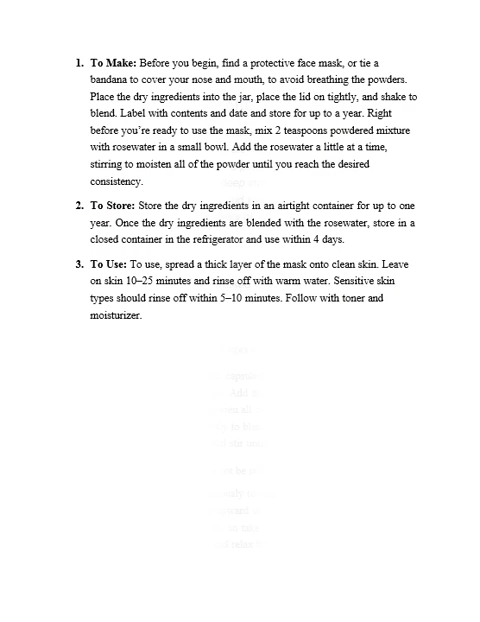 1. To Make: Before you begin, find a protective face mask, or tie a
bandana to cover your nose and mouth, to avoid breathing the powders.
Place the dry ingredients into the jar, place the lid on tightly, and shake to
blend. Label with contents and date and store for up to a year. Right
before you’re ready to use the mask, mix 2 teaspoons powdered mixture
with rosewater in a small bowl. Add the rosewater a little at a time,
stirring to moisten all of the powder until you reach the desired
consistency.
2. To Store: Store the dry ingredients in an airtight container for up to one
year. Once the dry ingredients are blended with the rosewater, store in a
closed container in the refrigerator and use within 4 days.
3. To Use: To use, spread a thick layer of the mask onto clean skin. Leave
on skin 10–25 minutes and rinse off with warm water. Sensitive skin
types should rinse off within 5–10 minutes. Follow with toner and
moisturizer.